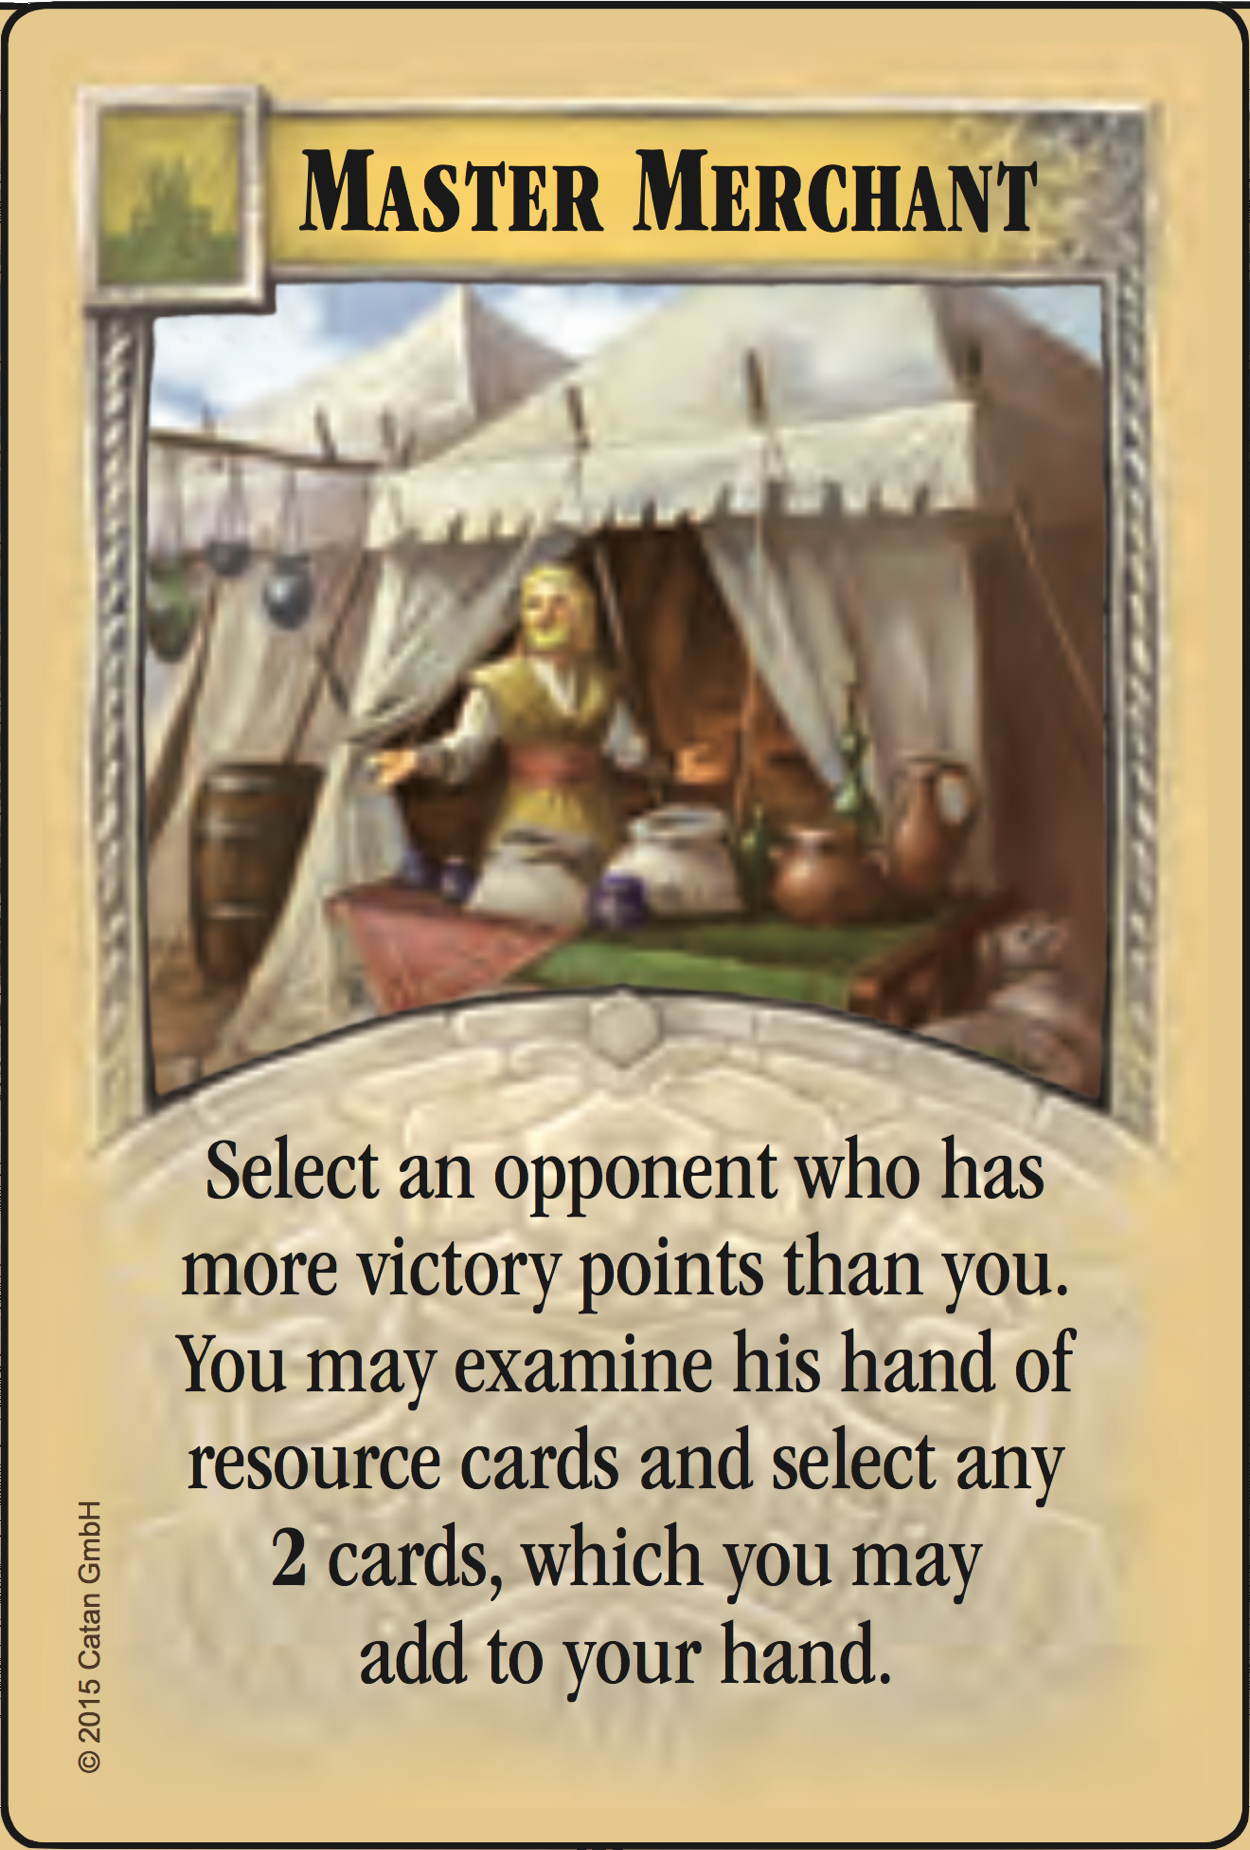 MASTER MERCHANT
Select an opponent who has
more victory points than you.
You may examine his hand of
resource cards and select any
2 cards, which you may
add to your hand.
© 2015 Catan GmbH